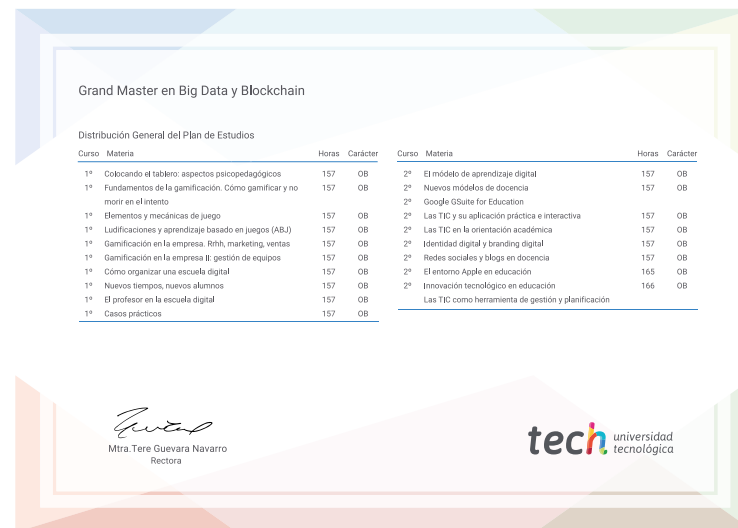 Grand Master en Big Data y Blockchain
Distribución General del Plan de Estudios
Curso Materia Horas Carácter
1º Colocando el tablero: aspectos psicopedagógicos 157 OB
1º Fundamentos de la gamificación. Cómo gamificar y no 157 OB
morir en el intento
1º Elementos y mecánicas de juego 157 OB
1º Ludificaciones y aprendizaje basado en juegos (ABJ) 157 OB
1º Gamificación en la empresa. Rrhh, marketing, ventas 157 OB
1º Gamificación en la empresa II: gestión de equipos 157 OB
1º Cómo organizar una escuela digital 157 OB
1º Nuevos tiempos, nuevos alumnos 157 OB
1º El profesor en la escuela digital 157 OB
1º Casos prácticos 157 OB
Curso Materia Horas Carácter
2º El módelo de aprendizaje digital 157 OB
2º Nuevos módelos de docencia 157 OB
2º Google GSuite for Education
2º Las TIC y su aplicación práctica e interactiva 157 OB
2º Las TIC en la orientación académica 157 OB
2º Identidad digital y branding digital 157 OB
2º Redes sociales y blogs en docencia 157 OB
2º El entorno Apple en educación 165 OB
2º Innovación tecnológico en educación 166 OB
Las TIC como herramienta de gestión y planificación
Mtra.Tere Guevara Navarro
Rectora
tech universidad
tecnológica